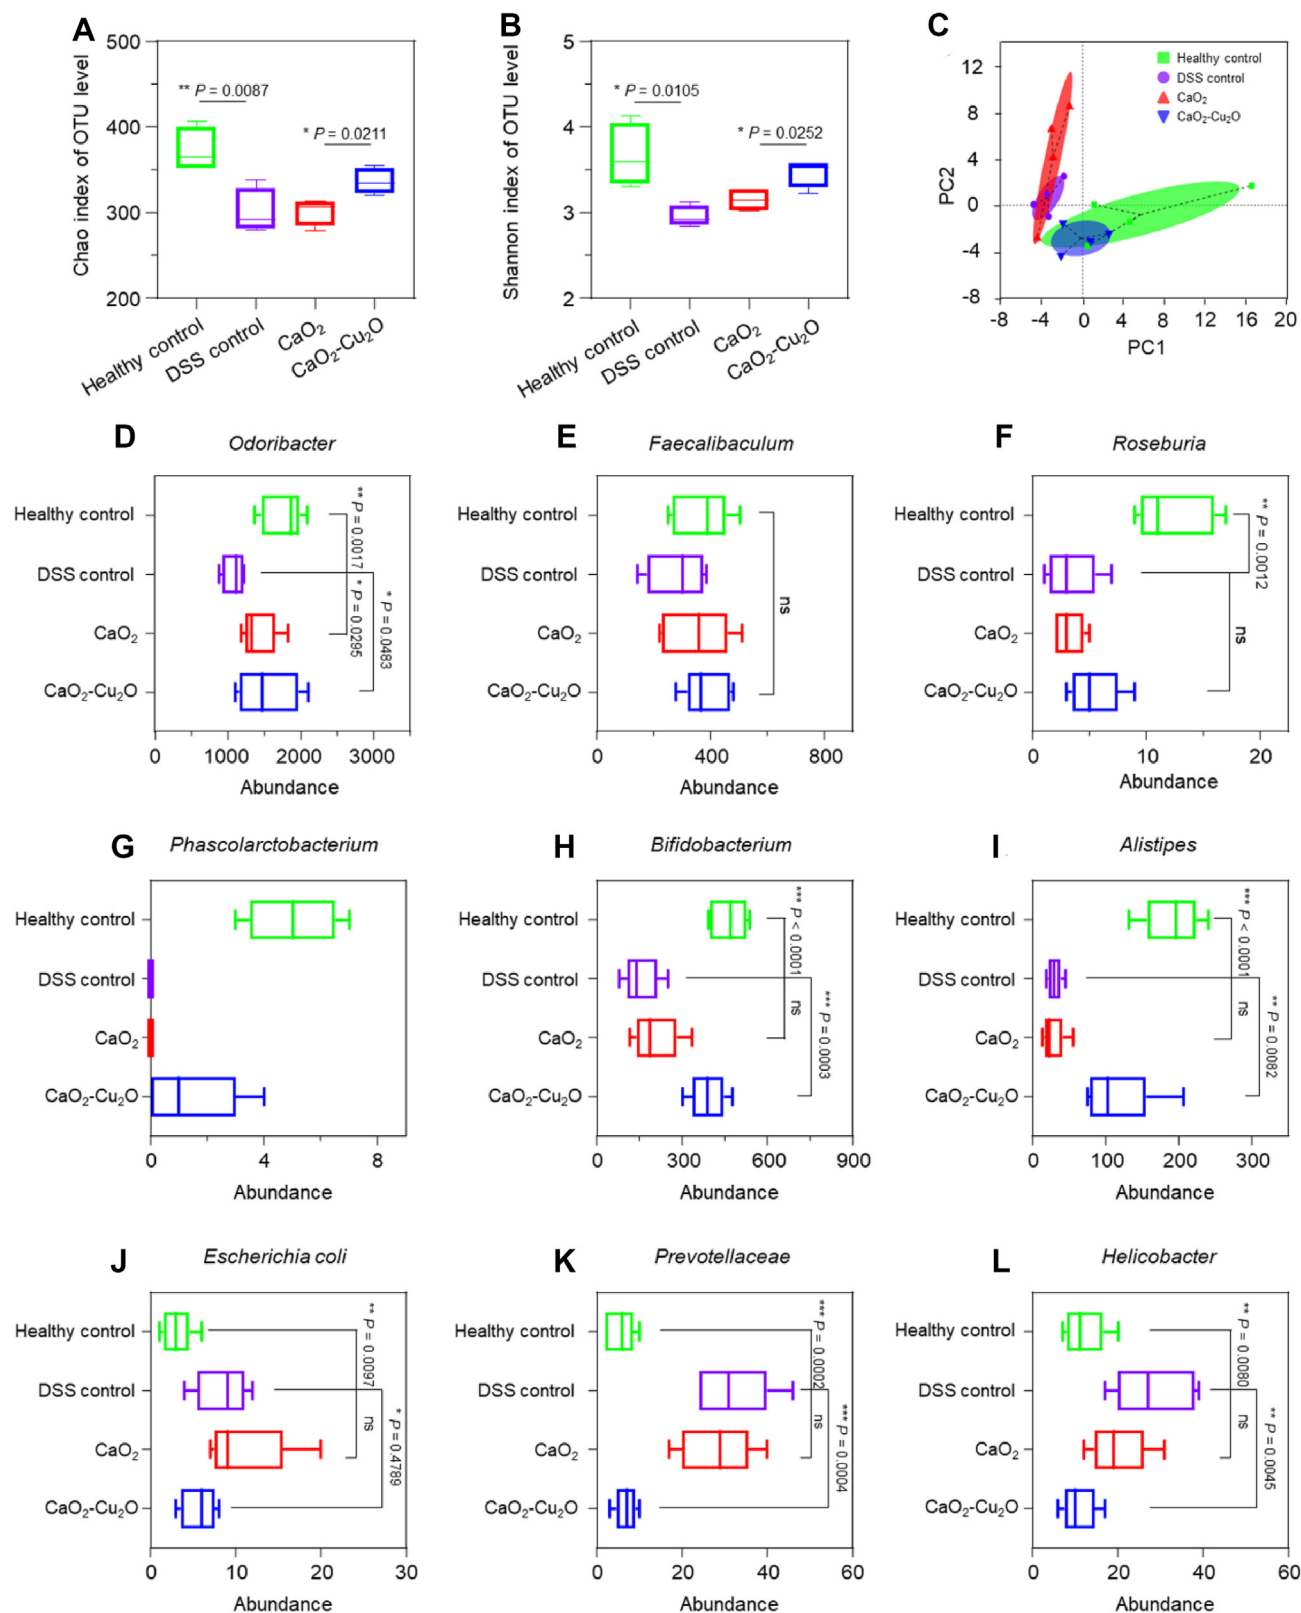 A
Chao index of OTU level
500
400
300
200
** P = 0.0087
* P = 0.0211
Healthy control
DSS control
CaO₂
CaO₂-Cu₂O
B
Shannon index of OTU level
5
4
3
2
* P = 0.0105
* P = 0.0252
Healthy control
DSS control
CaO₂
CaO₂-Cu₂O
C
PC2
12
8
4
0
-4
-8
Healthy control
DSS control
CaO₂
CaO₂-Cu₂O
-8 -4 0 4 8 12 16 20
PC1
D
Odoribacter
Healthy control
DSS control
CaO₂
CaO₂-Cu₂O
** P = 0.0017
* P = 0.0295
* P = 0.0483
0 1000 2000 3000
Abundance
E
Faecalibaculum
Healthy control
DSS control
CaO₂
CaO₂-Cu₂O
ns
0 400 800
Abundance
F
Roseburia
Healthy control
DSS control
CaO₂
CaO₂-Cu₂O
** P = 0.0012
ns
0 10 20
Abundance
G
Phascolarctobacterium
Healthy control
DSS control
CaO₂
CaO₂-Cu₂O
0 4 8
Abundance
H
Bifidobacterium
Healthy control
DSS control
CaO₂
CaO₂-Cu₂O
*** P < 0.0001
ns
*** P = 0.0003
0 300 600 900
Abundance
I
Alistipes
Healthy control
DSS control
CaO₂
CaO₂-Cu₂O
*** P < 0.0001
ns
** P = 0.0082
0 100 200 300
Abundance
J
Escherichia coli
Healthy control
DSS control
CaO₂
CaO₂-Cu₂O
** P = 0.0097
ns
* P = 0.4789
0 10 20 30
Abundance
K
Prevotellaceae
Healthy control
DSS control
CaO₂
CaO₂-Cu₂O
*** P = 0.0002
ns
*** P = 0.0004
0 20 40 60
Abundance
L
Helicobacter
Healthy control
DSS control
CaO₂
CaO₂-Cu₂O
** P = 0.0080
ns
** P = 0.0045
0 20 40 60
Abundance